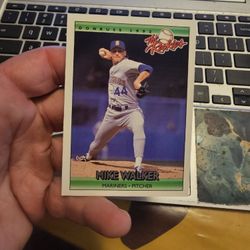 DONRUSS 1992
The Rookies
44
MIKE WALKER
MARINERS • PITCHER